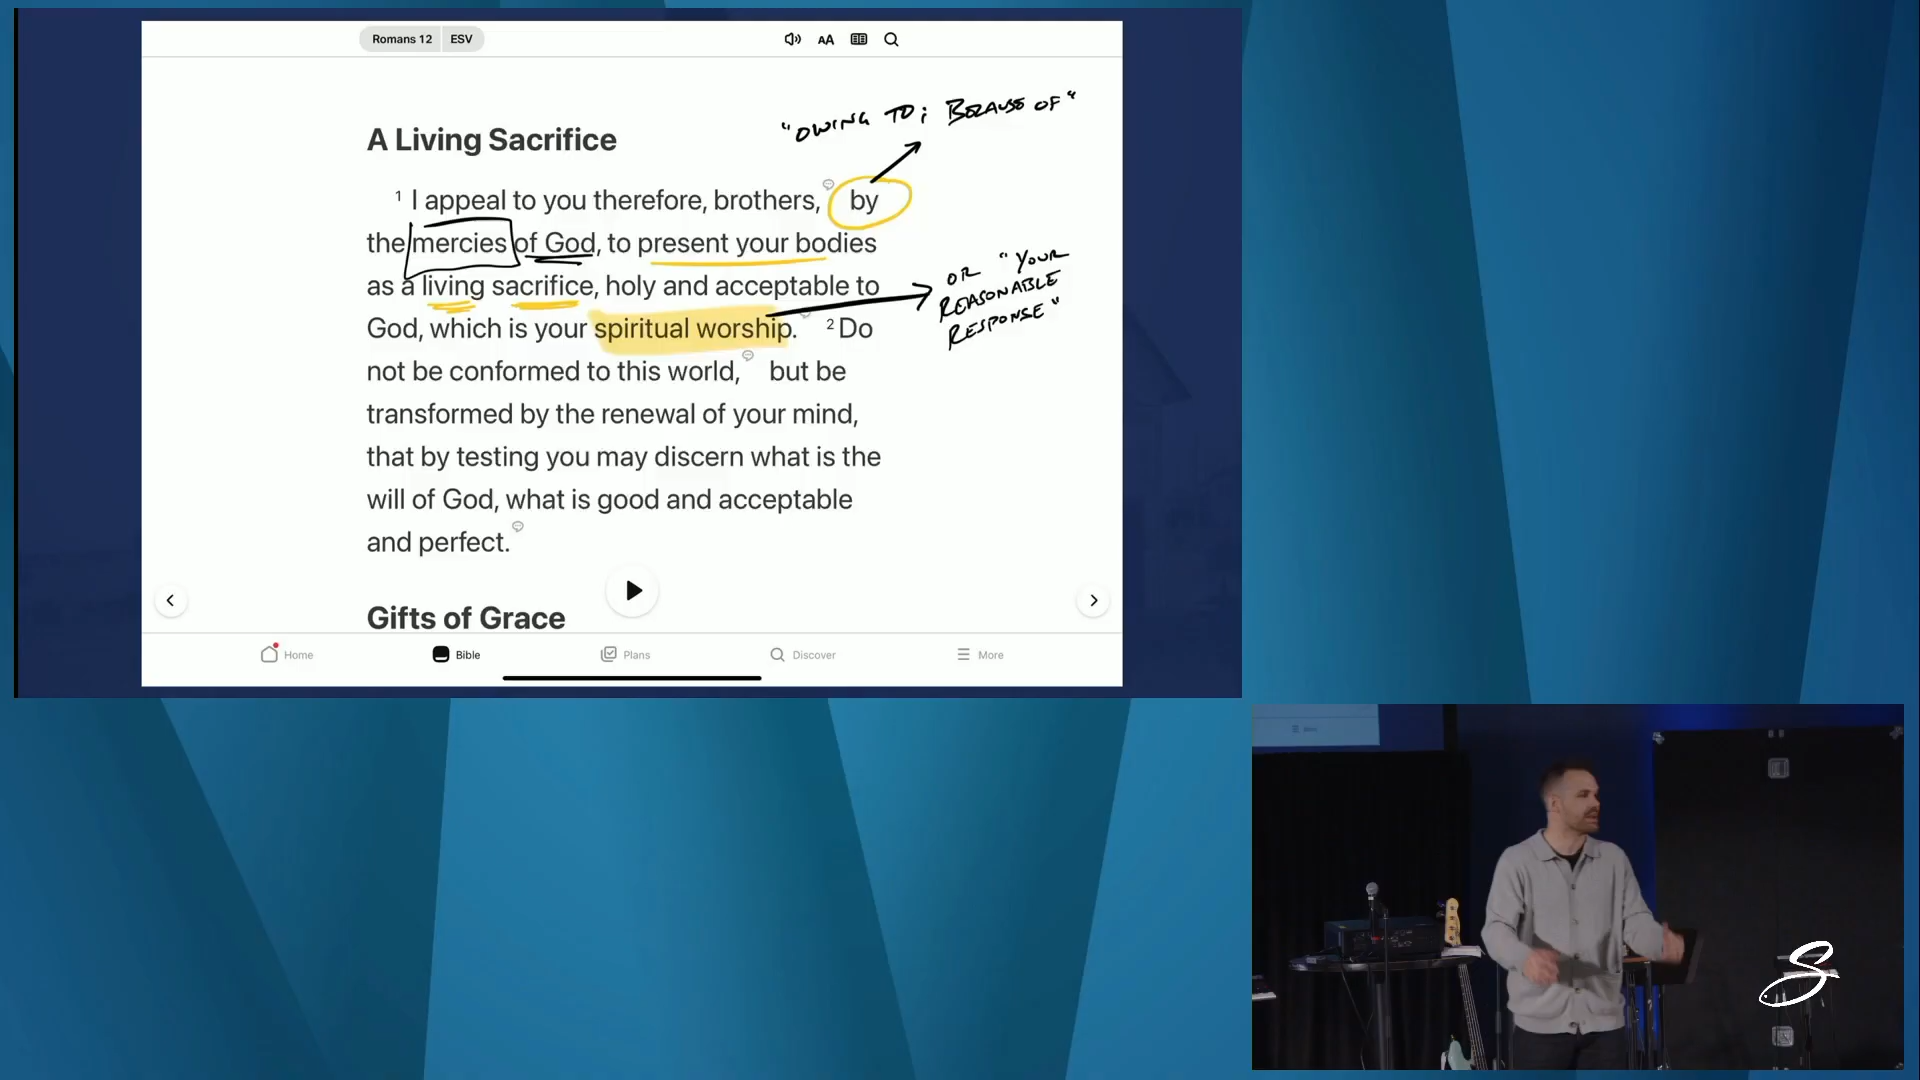 Romans 12 ESV AA
"OWING TO; BECAUSE OF"
A Living Sacrifice
1 I appeal to you therefore, brothers, by
the mercies of God, to present your bodies
as a living sacrifice, holy and acceptable to
OR "YOUR
REASONABLE
RESPONSE"
God, which is your spiritual worship. 2 Do
not be conformed to this world, but be
transformed by the renewal of your mind,
that by testing you may discern what is the
will of God, what is good and acceptable
and perfect.
Gifts of Grace
Home Bible Plans Discover More